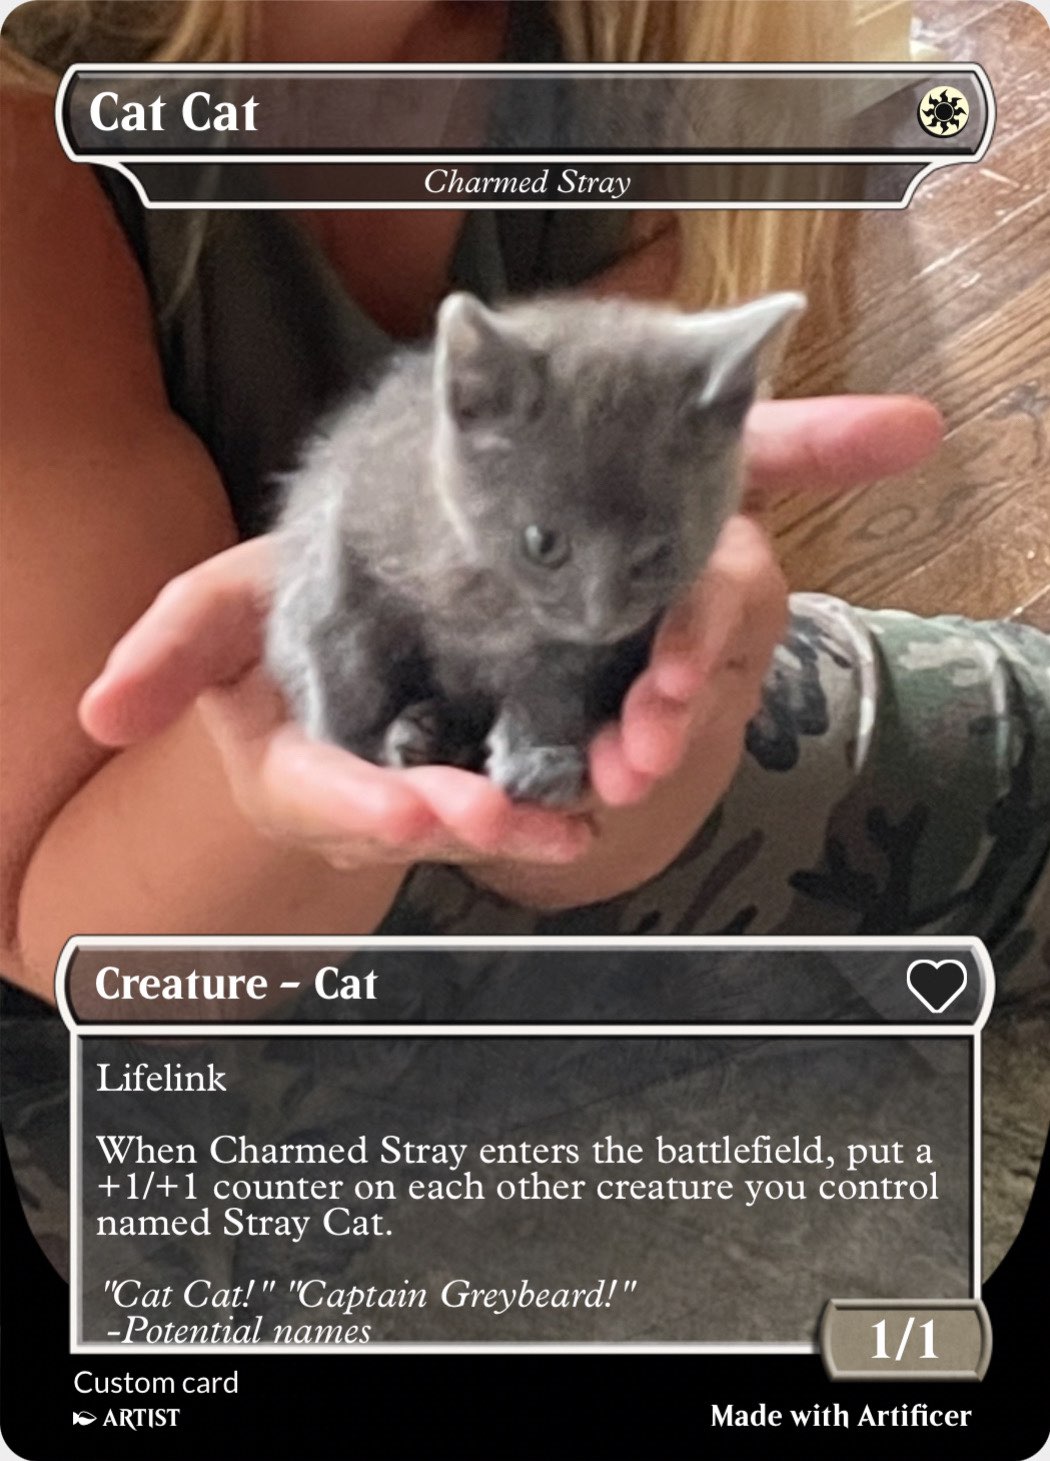 Cat Cat
Charmed Stray
Creature - Cat
Lifelink
When Charmed Stray enters the battlefield, put a
+1/+1 counter on each other creature you control
named Stray Cat.
"Cat Cat!" "Captain Greybeard!"
-Potential names
1/1
Custom card
ARTIST
Made with Artificer